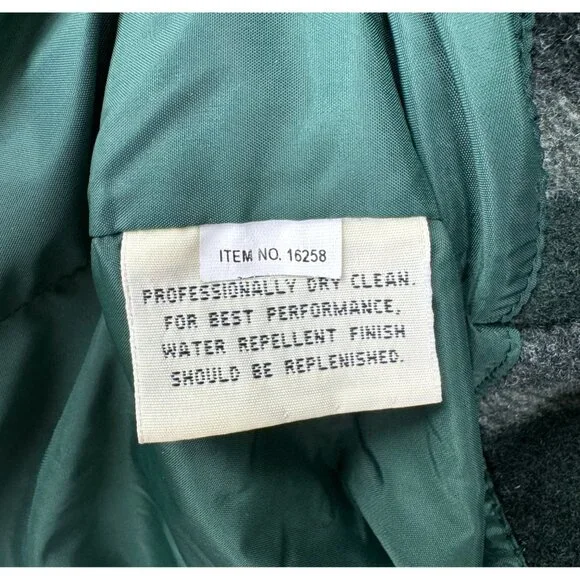 ITEM NO. 16258
PROFESSIONALLY DRY CLEAN.
FOR BEST PERFORMANCE,
WATER REPELLENT FINISH
SHOULD BE REPLENISHED.